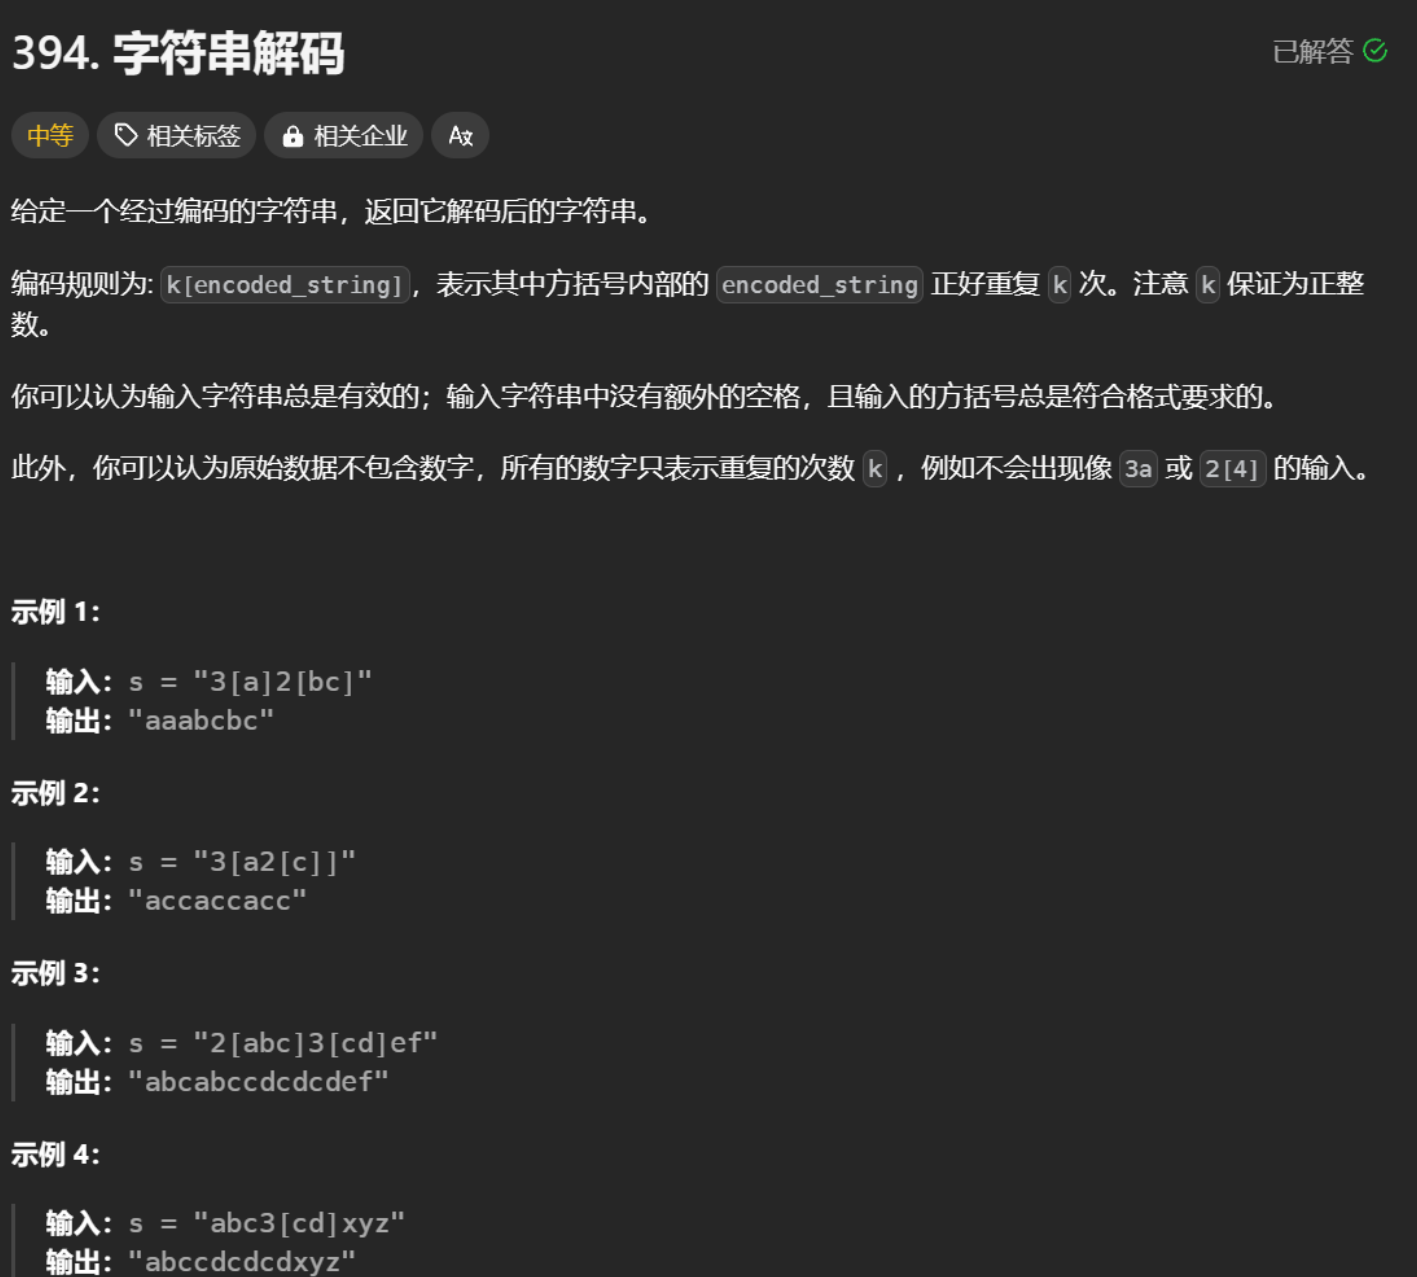 394. 字符串解码
已解答
中等 相关标签 相关企业
给定一个经过编码的字符串，返回它解码后的字符串。
编码规则为: k[encoded_string]，表示其中方括号内部的 encoded_string 正好重复 k 次。注意 k 保证为正整
数。
你可以认为输入字符串总是有效的；输入字符串中没有额外的空格，且输入的方括号总是符合格式要求的。
此外，你可以认为原始数据不包含数字，所有的数字只表示重复的次数 k ，例如不会出现像 3a 或 2[4] 的输入。
示例 1：
输入：s = "3[a]2[bc]"
输出："aaabcbc"
示例 2：
输入：s = "3[a2[c]]"
输出："accaccacc"
示例 3：
输入：s = "2[abc]3[cd]ef"
输出："abcabccdcdcdef"
示例 4：
输入：s = "abc3[cd]xyz"
输出："abccdcdcdxyz"